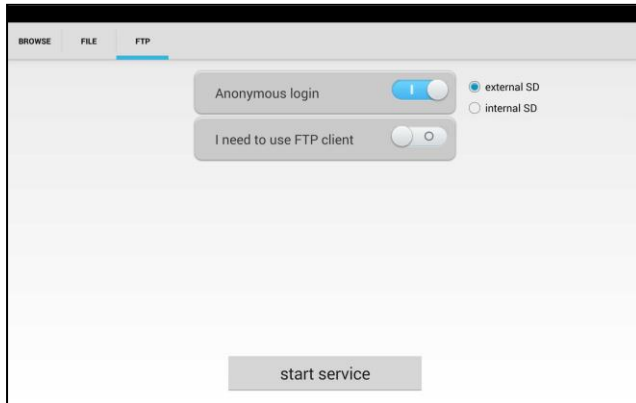 BROWSE FILE FTP
Anonymous login
external SD
internal SD
I need to use FTP client
start service